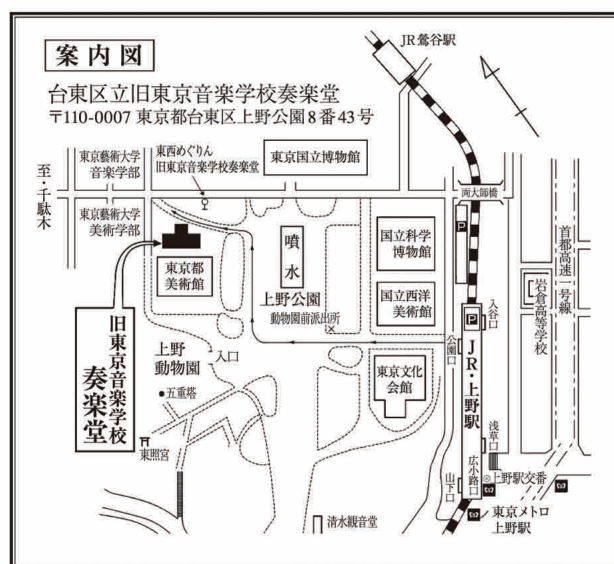 案内図
台東区立旧東京音楽学校奏楽堂
〒110-0007 東京都台東区上野公園8番43号
JR鶯谷駅
至・千駄木
東京藝術大学
音楽学部
東京藝術大学
美術学部
東西めぐりん
旧東京音楽学校奏楽堂
東京国立博物館
両大師橋
噴水
国立科学
博物館
国立西洋
美術館
東京都
美術館
上野公園
動物園前派出所
上野
動物園
入口
旧東京音楽学校
奏楽堂
五重塔
東照宮
東京文化
会館
公園口
入谷口
P
P
JR・上野駅
岩倉高等学校
首都高速一号線
浅草口
広小路口
山下口
上野駅交番
清水観音堂
東京メトロ
上野駅